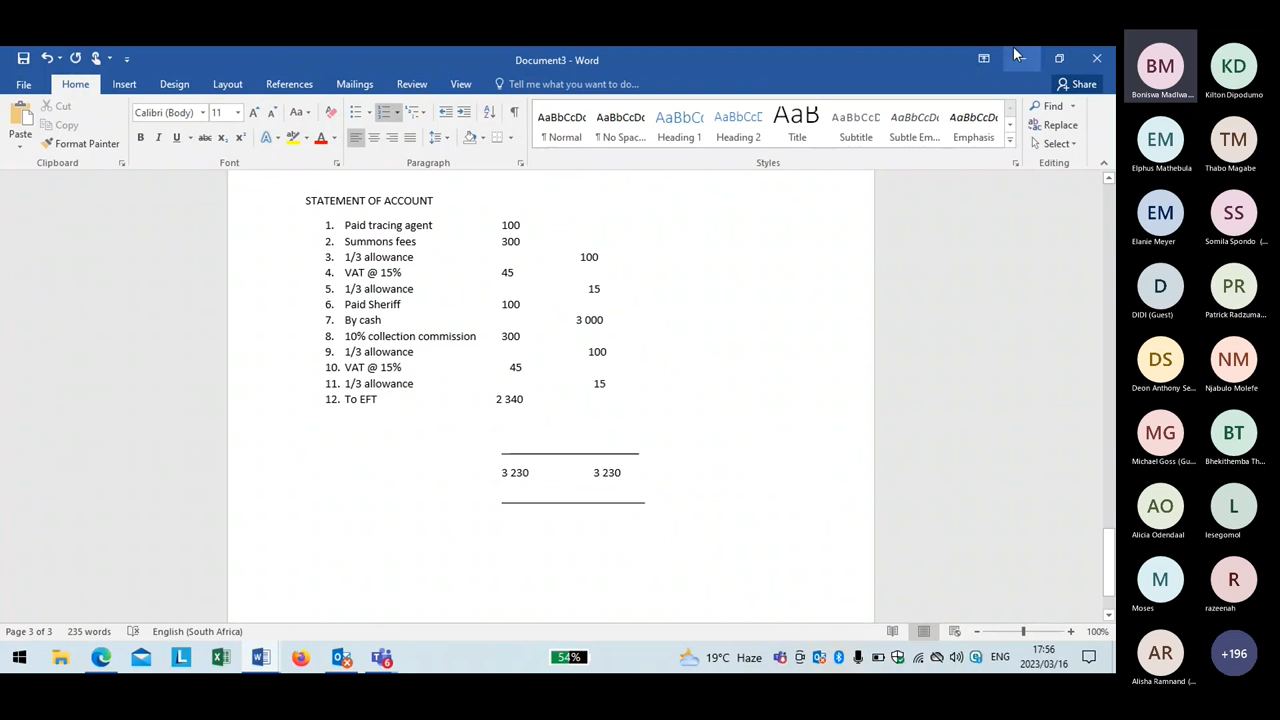 Document3 - Word
File Home Insert Design Layout References Mailings Review View Tell me what you want to do... Share
Paste
Cut
Copy
Format Painter
Calibri (Body) 11
Clipboard Font Paragraph Styles Editing
AaBbCcDc AaBbCcDc AaBbCc AaBbCcD AaB AaBbCcD AaBbCcDc AaBbCcDc
¶ Normal ¶ No Spac... Heading 1 Heading 2 Title Subtitle Subtle Em... Emphasis
Find
Replace
Select
STATEMENT OF ACCOUNT
1. Paid tracing agent 100
2. Summons fees 300
3. 1/3 allowance 100
4. VAT @ 15% 45
5. 1/3 allowance 15
6. Paid Sheriff 100
7. By cash 3 000
8. 10% collection commission 300
9. 1/3 allowance 100
10. VAT @ 15% 45
11. 1/3 allowance 15
12. To EFT 2 340
3 230 3 230
Page 3 of 3 235 words English (South Africa) 100%
54% 19°C Haze ENG 17:56
2023/03/16
BM KD
Boniswa Madlwa... Kilton Dipodumo
EM TM
Elphus Mathebula Thabo Magabe
EM SS
Elanie Meyer Somila Spondo (...
D PR
DIDI (Guest) Patrick Radzuma...
DS NM
Deon Anthony Se... Njabulo Molefe
MG BT
Michael Goss (Gu... Bhekithemba Th...
AO L
Alicia Odendaal lesegomol
M R
Moses razeenah
AR +196
Alisha Ramnand (...